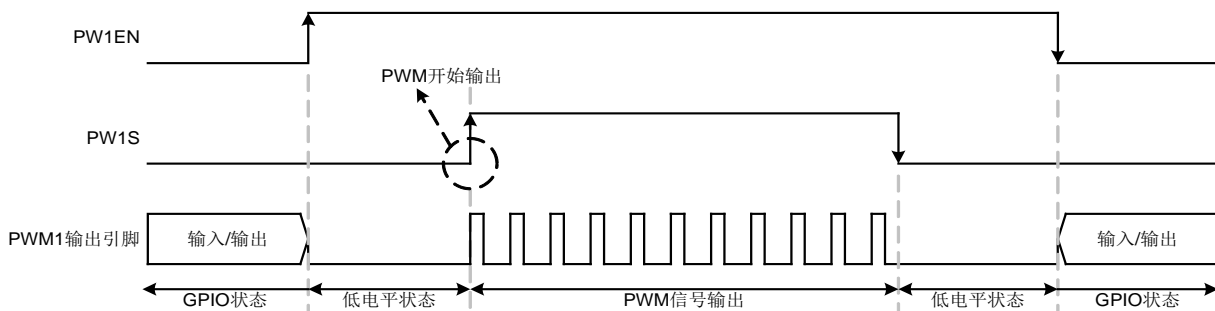 PW1EN
PWM开始输出
PW1S
PWM1输出引脚
输入/输出
输入/输出
GPIO状态
低电平状态
PWM信号输出
低电平状态
GPIO状态